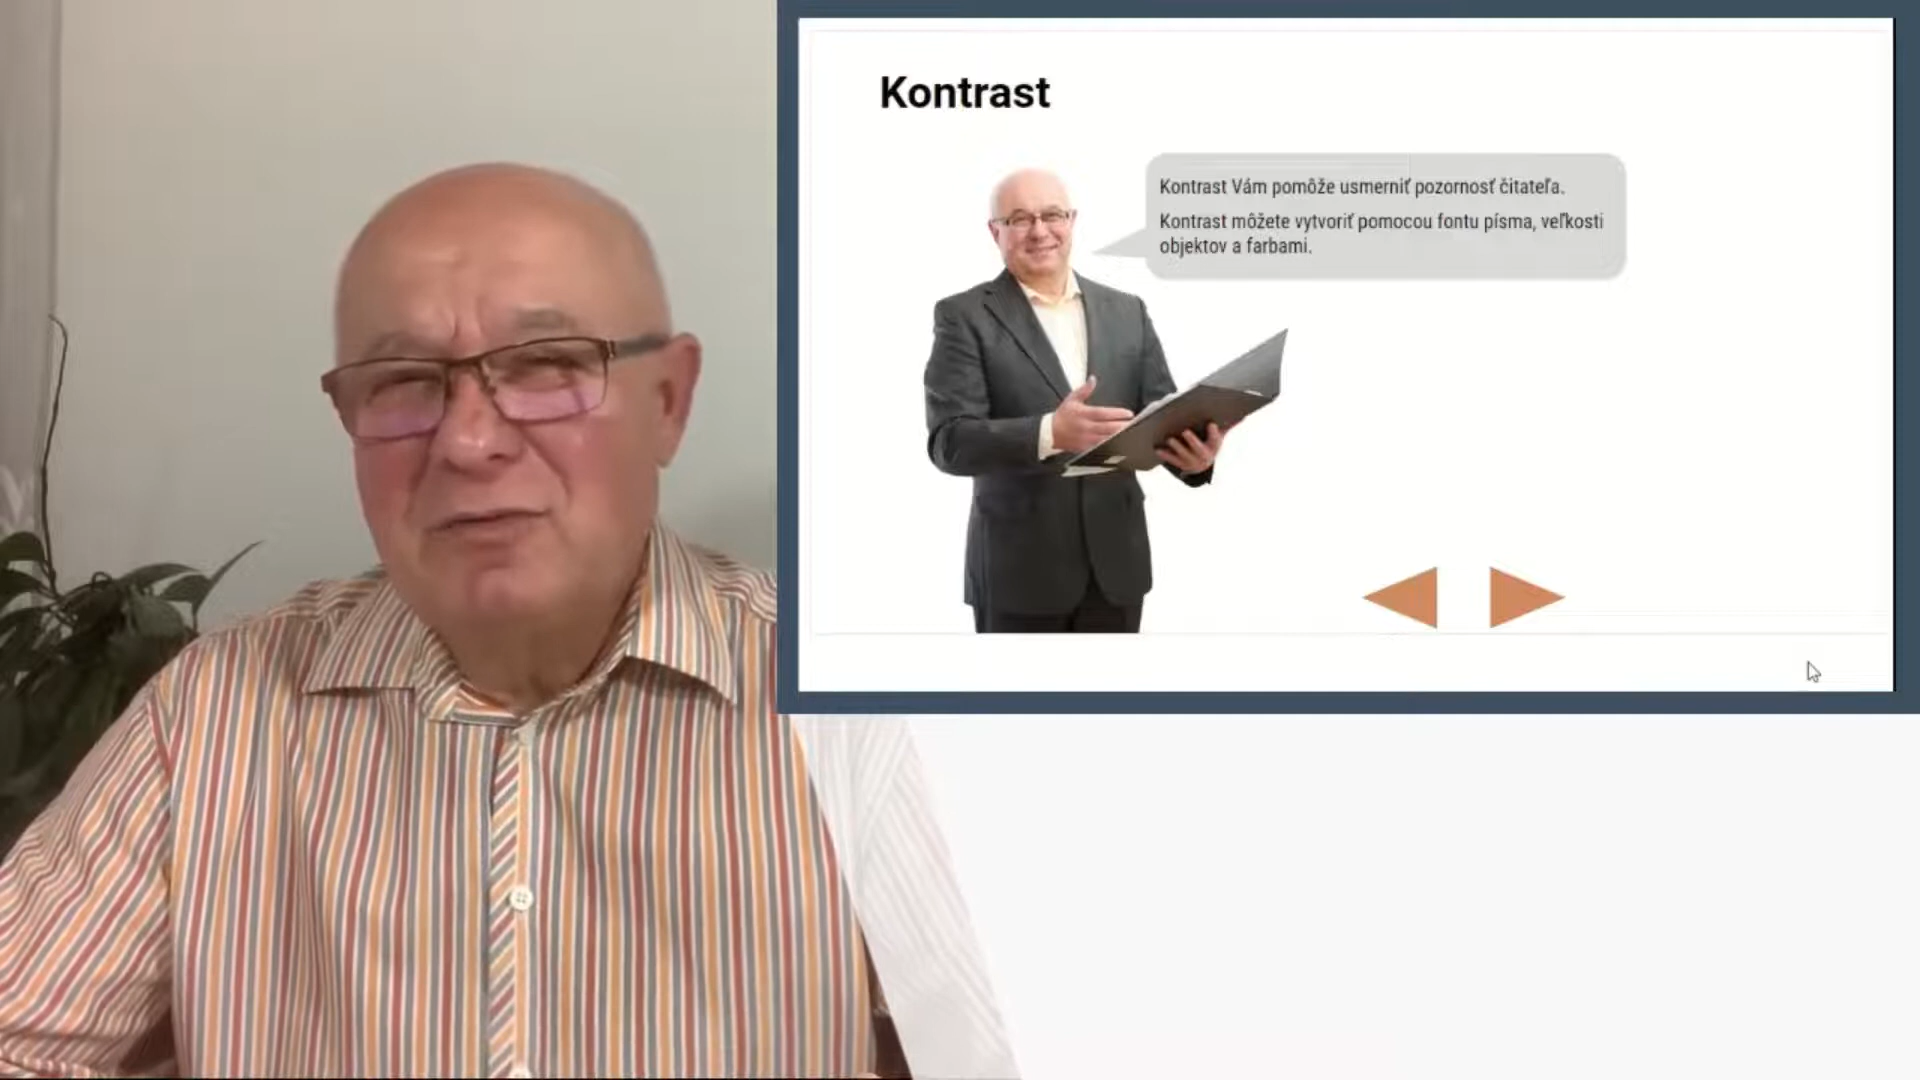 Kontrast
Kontrast Vám pomôže usmerniť pozornosť čitateľa.
Kontrast môžete vytvoriť pomocou fontu písma, veľkosti
objektov a farbami.